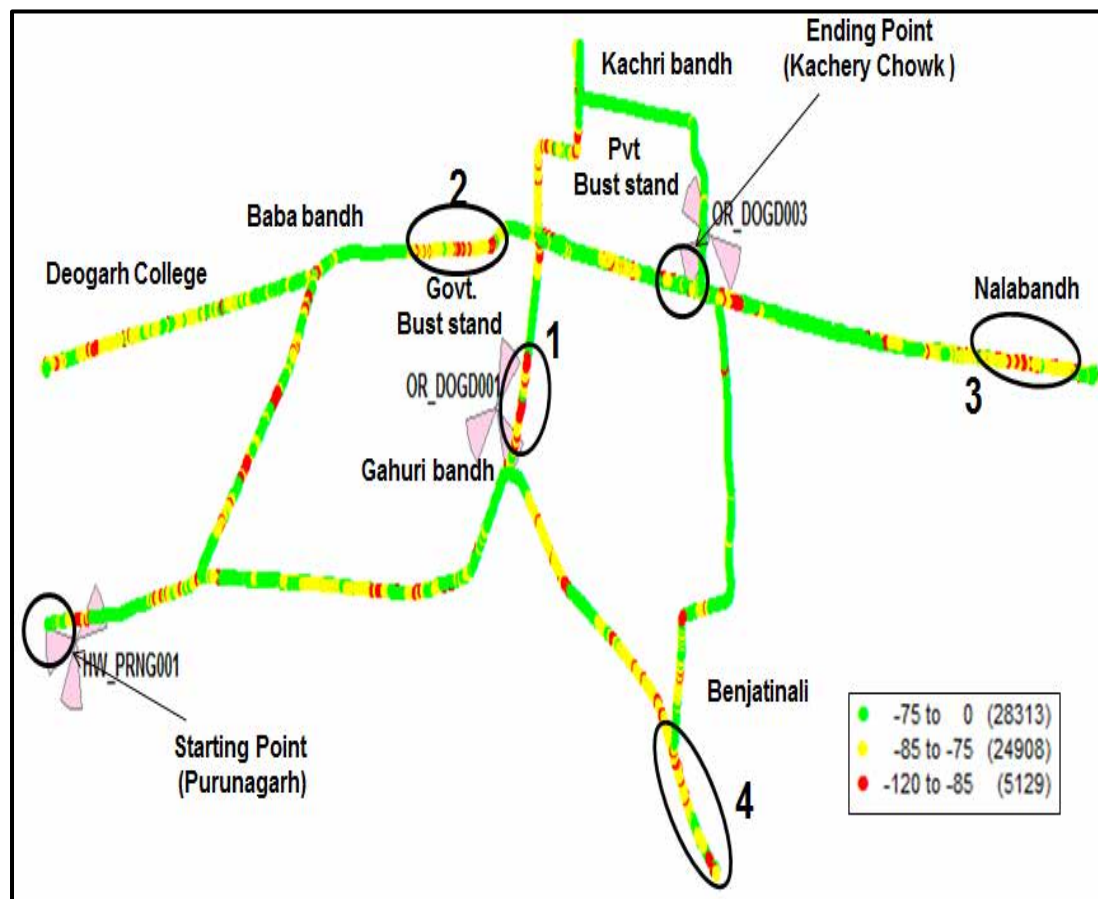 Ending Point
(Kachery Chowk )
Kachri bandh
Pvt
Bust stand
2
OR_DOGD003
Baba bandh
Deogarh College
Govt.
Bust stand
Nalabandh
1
OR_DOGD001
3
Gahuri bandh
HW_PRNG001
Benjatinali
Starting Point
(Purunagarh)
4
-75 to 0 (28313)
-85 to -75 (24908)
-120 to -85 (5129)